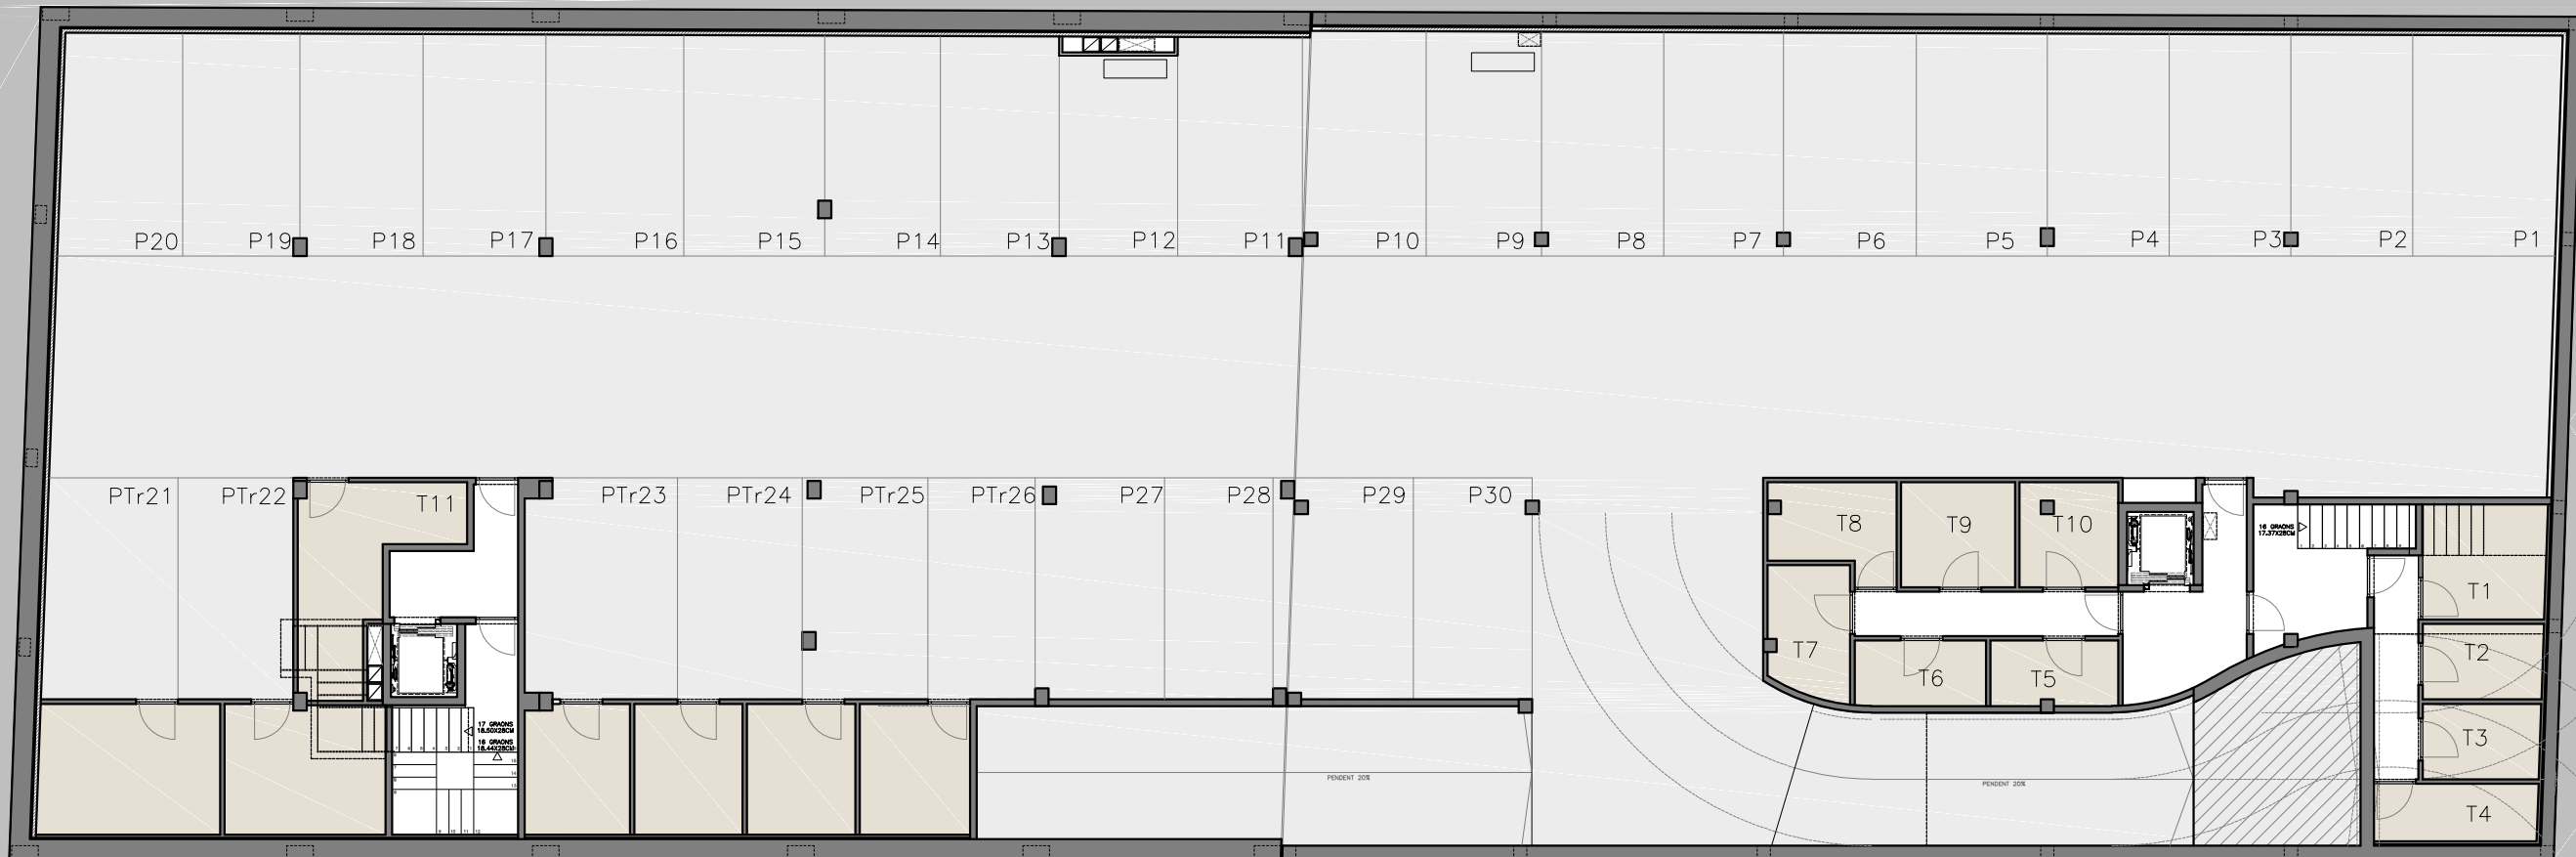 P20 P19 P18 P17 P16 P15 P14 P13 P12 P11 P10 P9 P8 P7 P6 P5 P4 P3 P2 P1
PTr21 PTr22 T11 PTr23 PTr24 PTr25 PTr26 P27 P28 P29 P30
T8 T9 T10
16 GRAONS
17.37X28CM
T1
T7 T6 T5 T2
17 GRAONS
18.50X28CM
18 GRAONS
18.44X28CM
T3
PENDENT 20%
PENDENT 20%
T4